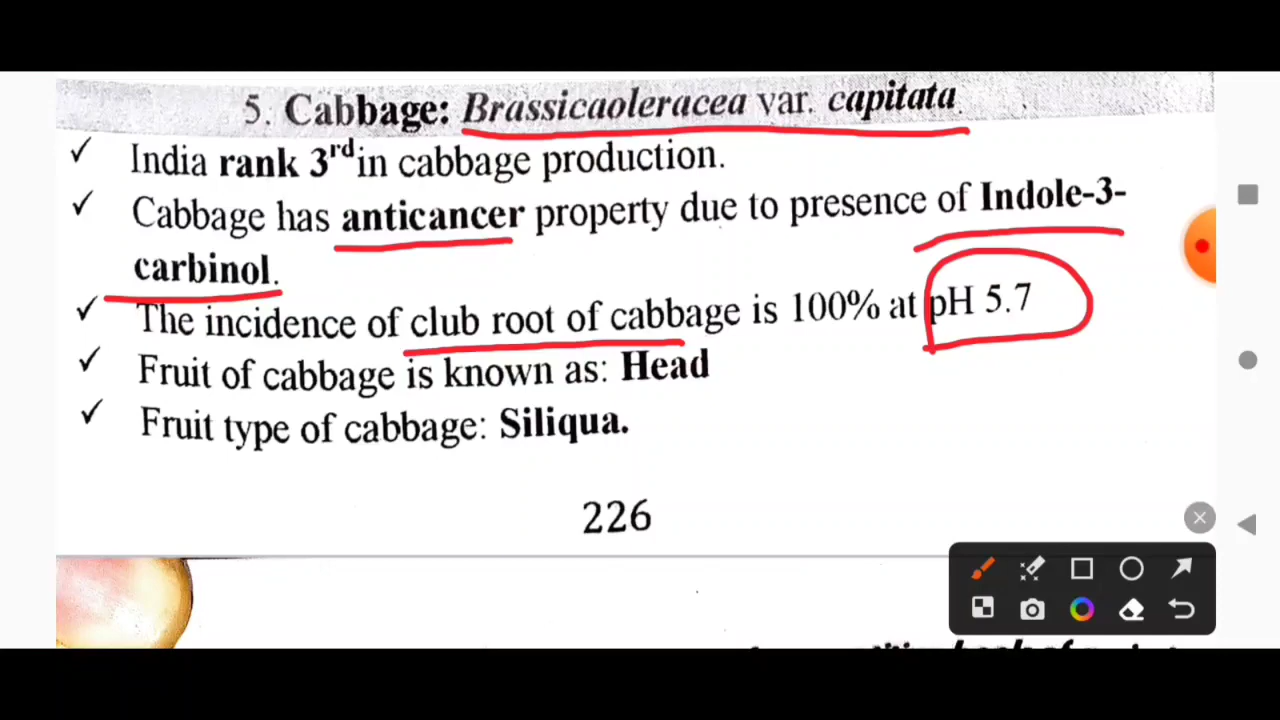 5. Cabbage: Brassicaoleracea var. capitata
✓ India rank 3rd in cabbage production.
✓ Cabbage has anticancer property due to presence of Indole-3-
carbinol.
✓ The incidence of club root of cabbage is 100% at pH 5.7
✓ Fruit of cabbage is known as: Head
✓ Fruit type of cabbage: Siliqua.
226